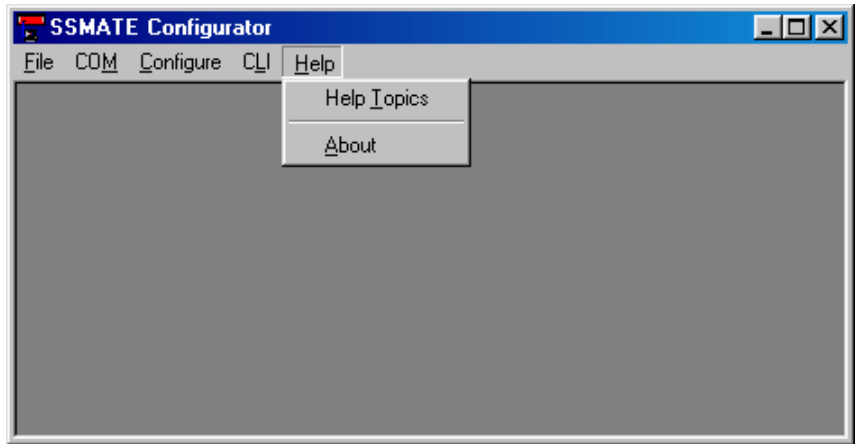 SSMATE Configurator
File COM Configure CLI Help
Help Topics
About